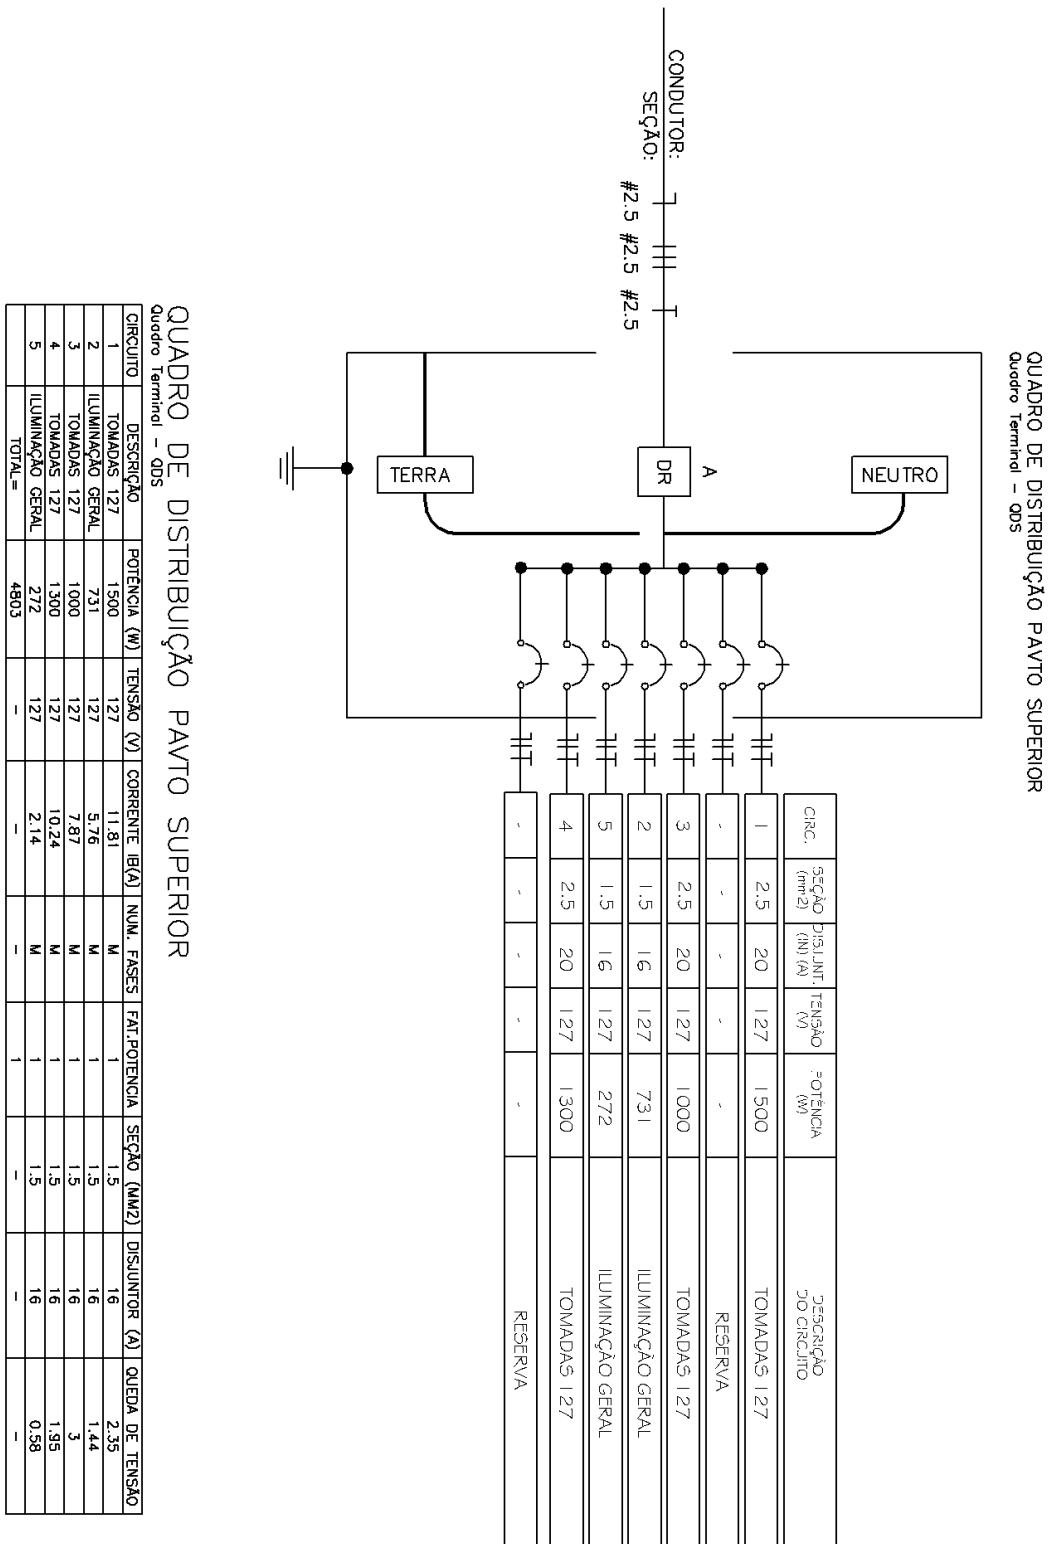 QUADRO DE DISTRIBUIÇÃO PAVTO SUPERIOR
Quadro Terminal - QDS
CONDUTOR:
SEÇÃO:
#2.5 #2.5 #2.5
NEUTRO
A
DR
TERRA
CIRC. SEÇÃO (mm2) DISJUNT. (IN) (A) TENSÃO (V) POTÊNCIA (W) DESCRIÇÃO DO CIRCUITO
1 2.5 20 127 1500 TOMADAS 127
- - - - - RESERVA
3 2.5 20 127 1000 TOMADAS 127
2 1.5 16 127 731 ILUMINAÇÃO GERAL
5 1.5 16 127 272 ILUMINAÇÃO GERAL
4 2.5 20 127 1300 TOMADAS 127
- - - - - RESERVA
QUADRO DE DISTRIBUIÇÃO PAVTO SUPERIOR
Quadro Terminal - QDS
CIRCUITO DESCRIÇÃO POTÊNCIA (W) TENSÃO (V) CORRENTE IB(A) NUM. FASES FAT.POTENCIA SEÇÃO (MM2) DISJUNTOR (A) QUEDA DE TENSÃO
1 TOMADAS 127 1500 127 11.81 M 1 1.5 16 2.35
2 ILUMINAÇÃO GERAL 731 127 5.76 M 1 1.5 16 1.44
3 TOMADAS 127 1000 127 7.87 M 1 1.5 16 3
4 TOMADAS 127 1300 127 10.24 M 1 1.5 16 1.95
5 ILUMINAÇÃO GERAL 272 127 2.14 M 1 1.5 16 0.58
TOTAL= 4803 - - - 1 - - -